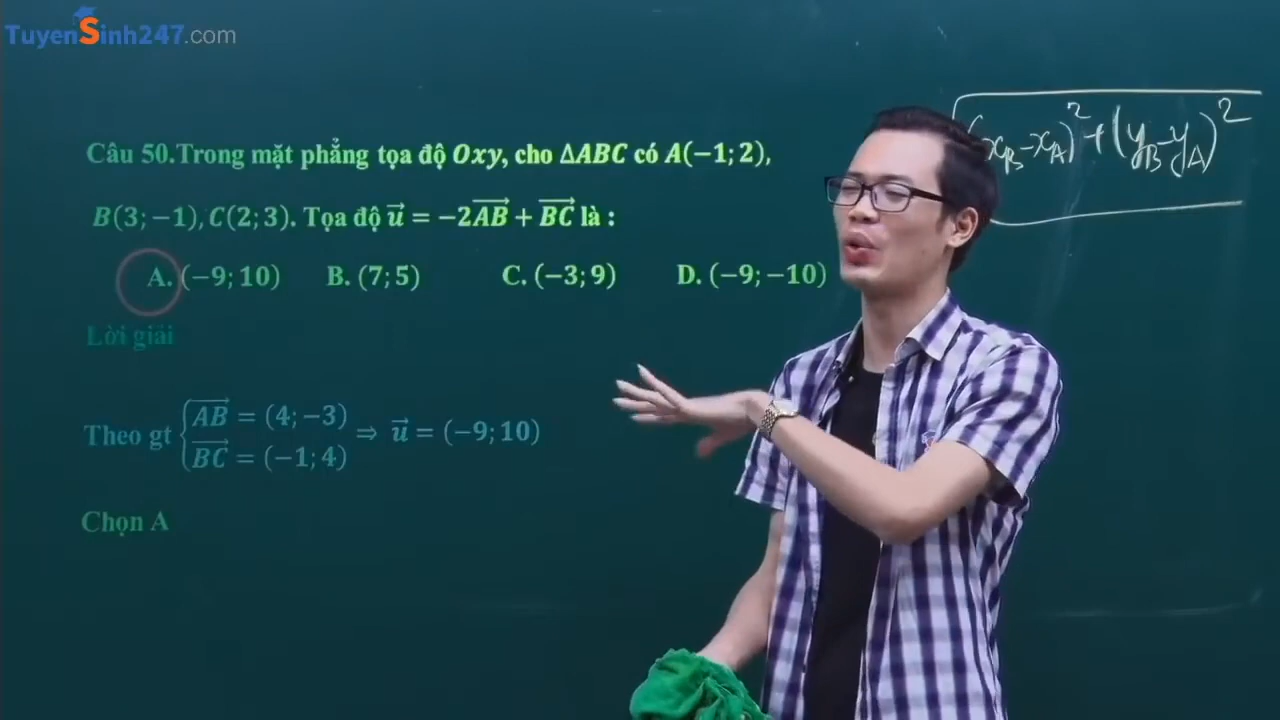 TuyenSinh247.com
Câu 50.Trong mặt phẳng tọa độ Oxy, cho ΔABC có A(−1; 2),
B(3; −1), C(2; 3). Tọa độ u⃗ = −2A͞B⃗ + B͞C⃗ là :
A. (−9; 10) B. (7; 5) C. (−3; 9) D. (−9; −10)
Lời giải
Theo gt { AB⃗ = (4; −3)
BC⃗ = (−1; 4) ⇒ u⃗ = (−9; 10)
Chọn A
(x_B − x_A)² + (y_B − y_A)²